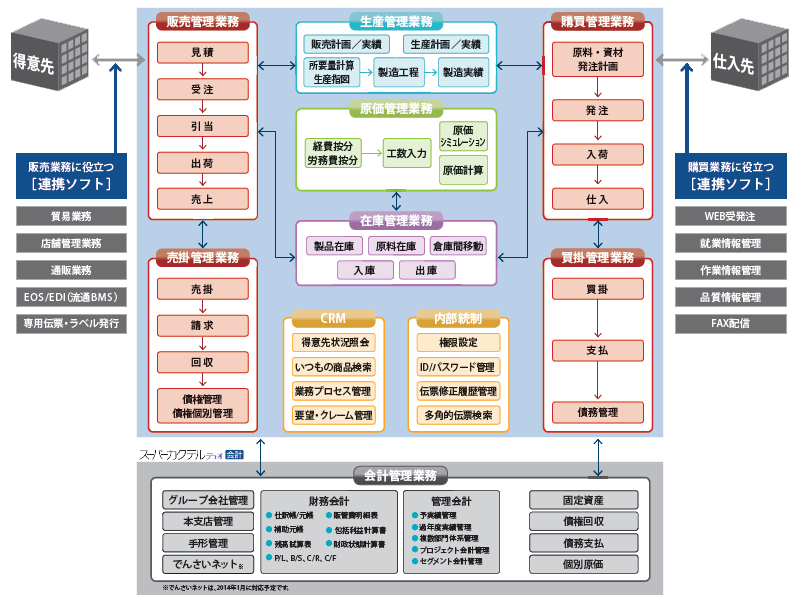 得意先
仕入先
販売管理業務
見積
受注
引当
出荷
売上
生産管理業務
販売計画／実績
生産計画／実績
所要量計算
生産指図
製造工程
製造実績
原価管理業務
経費按分
労務費按分
工数入力
原価
シミュレーション
原価計算
在庫管理業務
製品在庫
原料在庫
倉庫間移動
入庫
出庫
購買管理業務
原料・資材
発注計画
発注
入荷
仕入
販売業務に役立つ
［連携ソフト］
貿易業務
店舗管理業務
通販業務
EOS/EDI（流通BMS）
専用伝票・ラベル発行
購買業務に役立つ
［連携ソフト］
WEB受発注
就業情報管理
作業情報管理
品質情報管理
FAX配信
売掛管理業務
売掛
請求
回収
債権管理
債権個別管理
CRM
得意先状況照会
いつもの商品検索
業務プロセス管理
要望・クレーム管理
内部統制
権限設定
ID/パスワード管理
伝票修正履歴管理
多角的伝票検索
買掛管理業務
買掛
支払
債務管理
スーパーカクテルデュオ 会計
会計管理業務
グループ会社管理
本支店管理
手形管理
でんさいネット※
財務会計
仕訳帳/元帳
販管費明細表
補助元帳
包括利益計算書
残高試算表
財政状態計算書
P/L、B/S、C/R、C/F
管理会計
予実績管理
過年度実績管理
複数部門体系管理
プロジェクト会計管理
セグメント会計管理
固定資産
債権回収
債務支払
個別原価
※でんさいネットは、2014年1月に対応予定です。